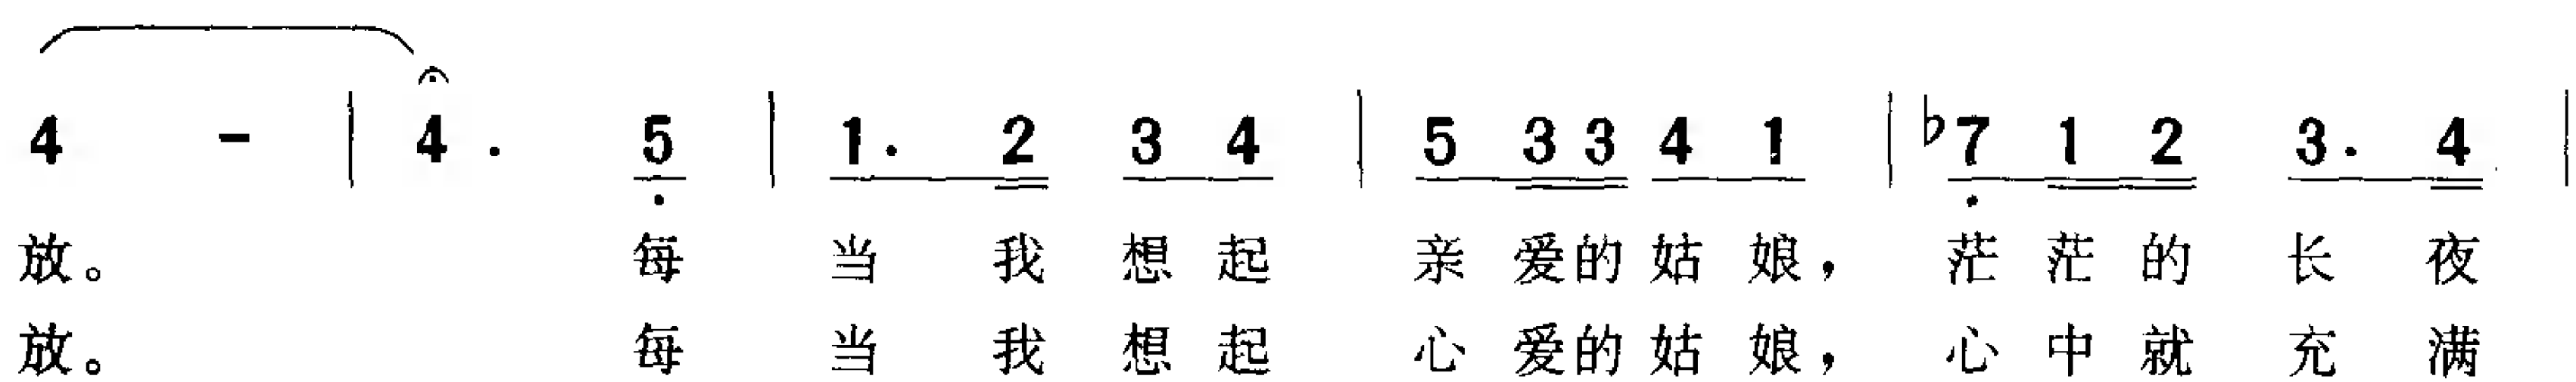 4 - | 4 . 5 | 1. 2 3 4 | 5 3 3 4 1 | ♭7 1 2 3. 4 |
放。 每 当 我 想 起 亲 爱 的 姑 娘， 茫 茫 的 长 夜
放。 每 当 我 想 起 心 爱 的 姑 娘， 心 中 就 充 满